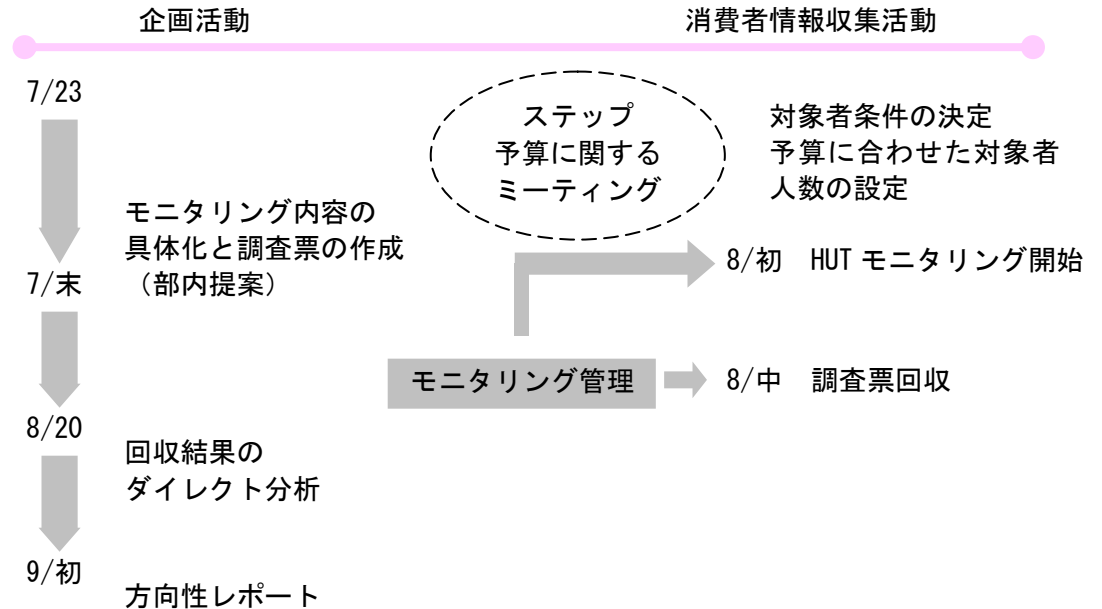 企画活動
消費者情報収集活動
7/23
ステップ
予算に関する
ミーティング
対象者条件の決定
予算に合わせた対象者
人数の設定
モニタリング内容の
具体化と調査票の作成
（部内提案）
7/末
8/初 HUT モニタリング開始
モニタリング管理
8/中 調査票回収
8/20
回収結果の
ダイレクト分析
9/初
方向性レポート